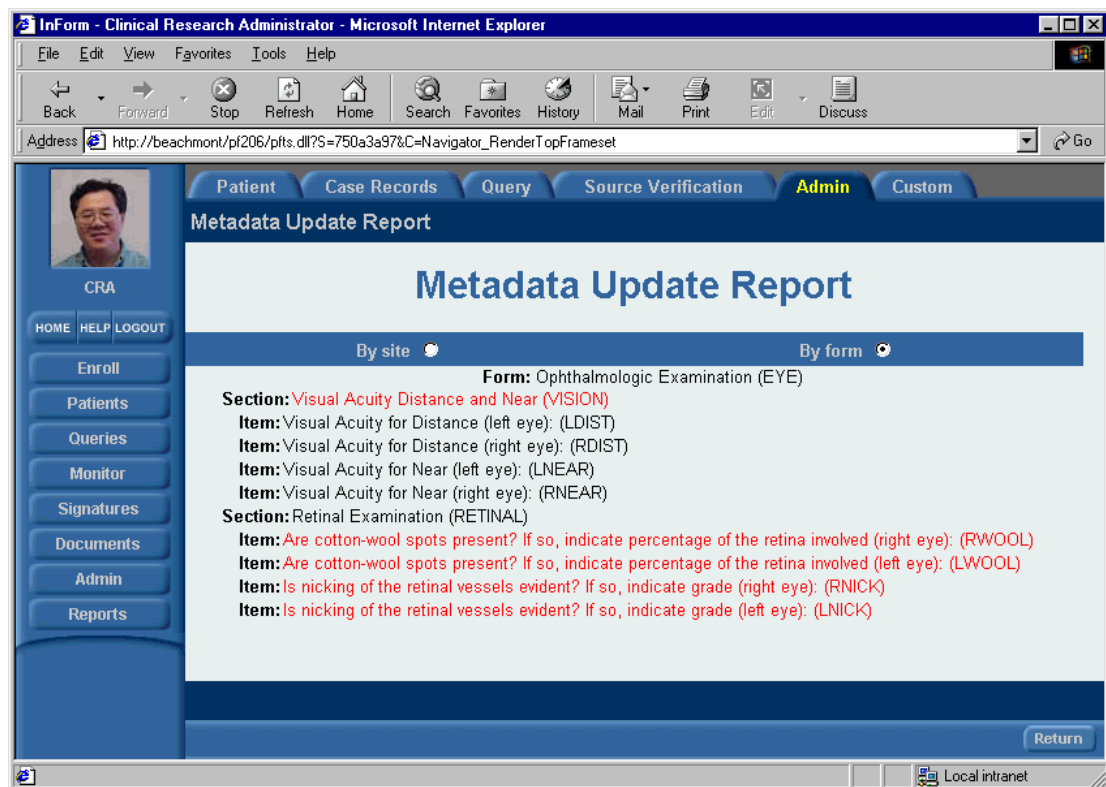 InForm - Clinical Research Administrator - Microsoft Internet Explorer
File Edit View Favorites Tools Help
Back Forward Stop Refresh Home Search Favorites History Mail Print Edit Discuss
Address http://beachmont/pf206/pfts.dll?S=750a3a97&C=Navigator_RenderTopFrameset Go
Patient Case Records Query Source Verification Admin Custom
Metadata Update Report
CRA
HOME HELP LOGOUT
Enroll
Patients
Queries
Monitor
Signatures
Documents
Admin
Reports
Metadata Update Report
By site By form
Form: Ophthalmologic Examination (EYE)
Section: Visual Acuity Distance and Near (VISION)
Item: Visual Acuity for Distance (left eye): (LDIST)
Item: Visual Acuity for Distance (right eye): (RDIST)
Item: Visual Acuity for Near (left eye): (LNEAR)
Item: Visual Acuity for Near (right eye): (RNEAR)
Section: Retinal Examination (RETINAL)
Item: Are cotton-wool spots present? If so, indicate percentage of the retina involved (right eye): (RWOOL)
Item: Are cotton-wool spots present? If so, indicate percentage of the retina involved (left eye): (LWOOL)
Item: Is nicking of the retinal vessels evident? If so, indicate grade (right eye): (RNICK)
Item: Is nicking of the retinal vessels evident? If so, indicate grade (left eye): (LNICK)
Return
Local intranet